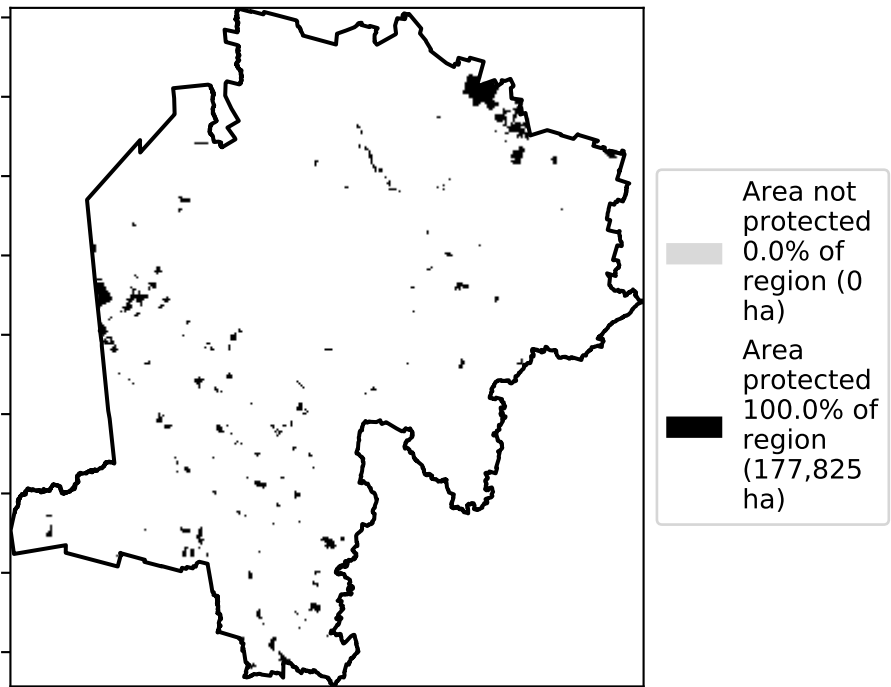 Area not
protected
0.0% of
region (0
ha)
Area
protected
100.0% of
region
(177,825
ha)